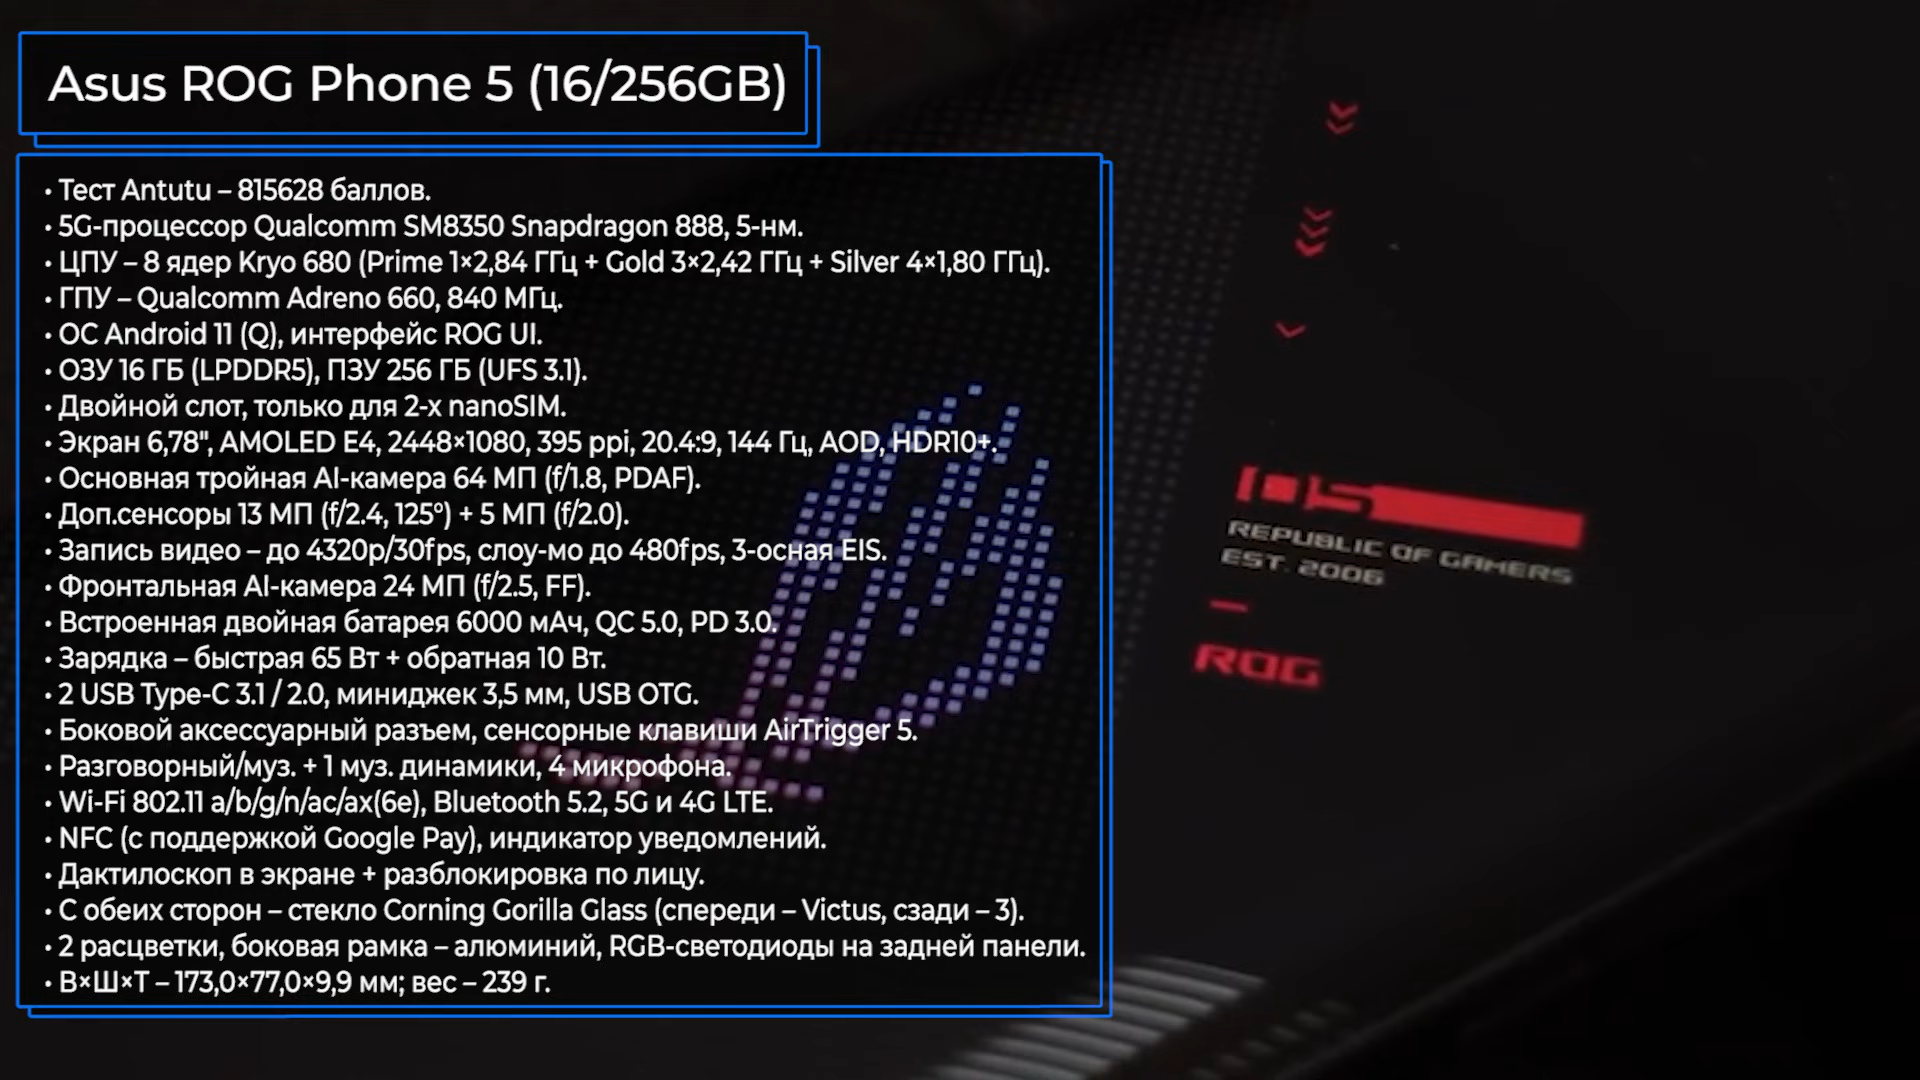 Asus ROG Phone 5 (16/256GB)
• Тест Antutu – 815628 баллов.
• 5G-процессор Qualcomm SM8350 Snapdragon 888, 5-нм.
• ЦПУ – 8 ядер Kryo 680 (Prime 1×2,84 ГГц + Gold 3×2,42 ГГц + Silver 4×1,80 ГГц).
• ГПУ – Qualcomm Adreno 660, 840 МГц.
• ОС Android 11 (Q), интерфейс ROG UI.
• ОЗУ 16 ГБ (LPDDR5), ПЗУ 256 ГБ (UFS 3.1).
• Двойной слот, только для 2-х nanoSIM.
• Экран 6,78", AMOLED E4, 2448×1080, 395 ppi, 20.4:9, 144 Гц, AOD, HDR10+.
• Основная тройная AI-камера 64 МП (f/1.8, PDAF).
• Доп.сенсоры 13 МП (f/2.4, 125°) + 5 МП (f/2.0).
• Запись видео – до 4320p/30fps, слоу-мо до 480fps, 3-осная EIS.
• Фронтальная AI-камера 24 МП (f/2.5, FF).
• Встроенная двойная батарея 6000 мАч, QC 5.0, PD 3.0.
• Зарядка – быстрая 65 Вт + обратная 10 Вт.
• 2 USB Type-C 3.1 / 2.0, миниджек 3,5 мм, USB OTG.
• Боковой аксессуарный разъем, сенсорные клавиши AirTrigger 5.
• Разговорный/муз. + 1 муз. динамики, 4 микрофона.
• Wi-Fi 802.11 a/b/g/n/ac/ax(6e), Bluetooth 5.2, 5G и 4G LTE.
• NFC (с поддержкой Google Pay), индикатор уведомлений.
• Дактилоскоп в экране + разблокировка по лицу.
• С обеих сторон – стекло Corning Gorilla Glass (спереди – Victus, сзади – 3).
• 2 расцветки, боковая рамка – алюминий, RGB-светодиоды на задней панели.
• В×Ш×Т – 173,0×77,0×9,9 мм; вес – 239 г.
05
REPUBLIC OF GAMERS
EST. 2006
ROG